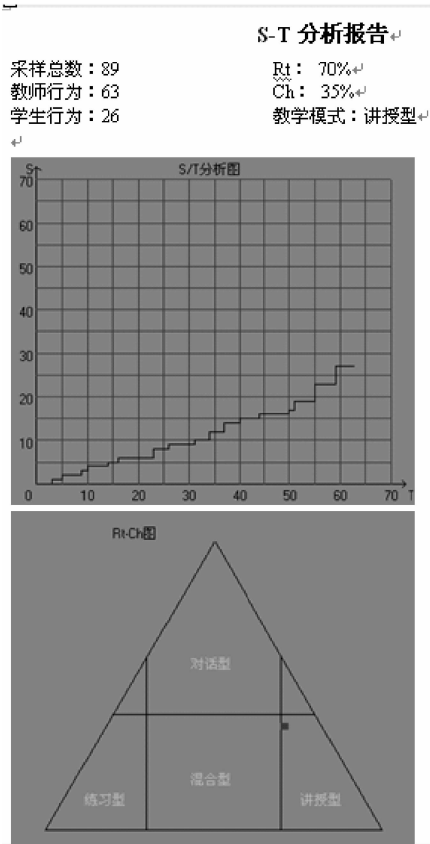 S-T 分析报告
采样总数：89
Rt： 70%
教师行为：63
Ch： 35%
学生行为：26
教学模式：讲授型
S
S/T分析图
70
60
50
40
30
20
10
0 10 20 30 40 50 60 70 T
Rt-Ch图
对话型
混合型
练习型 讲授型